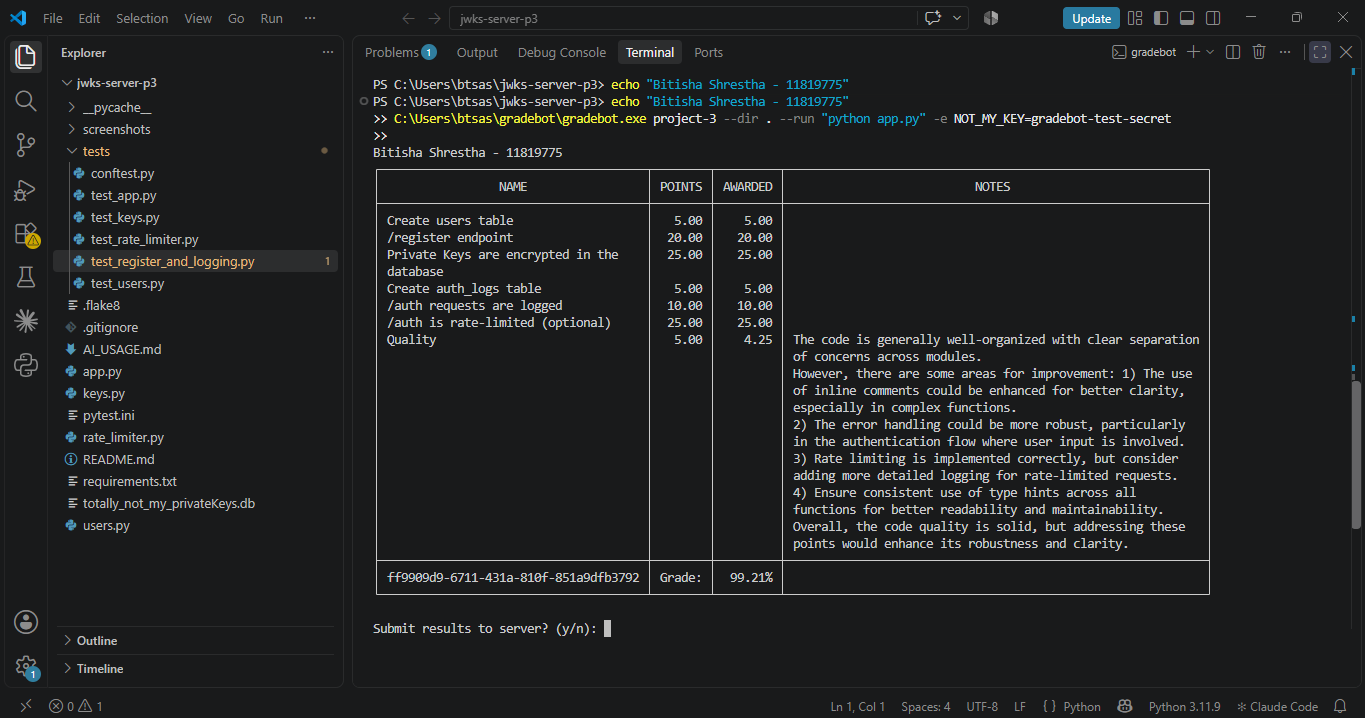 File Edit Selection View Go Run ··· jwks-server-p3 Update
Explorer ···
jwks-server-p3
__pycache__
screenshots
tests
conftest.py
test_app.py
test_keys.py
test_rate_limiter.py
test_register_and_logging.py 1
test_users.py
.flake8
.gitignore
AI_USAGE.md
app.py
keys.py
pytest.ini
rate_limiter.py
README.md
requirements.txt
totally_not_my_privateKeys.db
users.py
Outline
Timeline
1
Problems 1 Output Debug Console Terminal Ports gradebot ···
PS C:\Users\btsas\jwks-server-p3> echo "Bitisha Shrestha - 11819775"
PS C:\Users\btsas\jwks-server-p3> echo "Bitisha Shrestha - 11819775"
>> C:\Users\btsas\gradebot\gradebot.exe project-3 --dir . --run "python app.py" -e NOT_MY_KEY=gradebot-test-secret
>>
Bitisha Shrestha - 11819775
NAME POINTS AWARDED NOTES
Create users table 5.00 5.00
/register endpoint 20.00 20.00
Private Keys are encrypted in the 25.00 25.00
database
Create auth_logs table 5.00 5.00
/auth requests are logged 10.00 10.00
/auth is rate-limited (optional) 25.00 25.00
Quality 5.00 4.25 The code is generally well-organized with clear separation
of concerns across modules.
However, there are some areas for improvement: 1) The use
of inline comments could be enhanced for better clarity,
especially in complex functions.
2) The error handling could be more robust, particularly
in the authentication flow where user input is involved.
3) Rate limiting is implemented correctly, but consider
adding more detailed logging for rate-limited requests.
4) Ensure consistent use of type hints across all
functions for better readability and maintainability.
Overall, the code quality is solid, but addressing these
points would enhance its robustness and clarity.
ff9909d9-6711-431a-810f-851a9dfb3792 Grade: 99.21%
Submit results to server? (y/n):
0 1 Ln 1, Col 1 Spaces: 4 UTF-8 LF { } Python Python 3.11.9 Claude Code